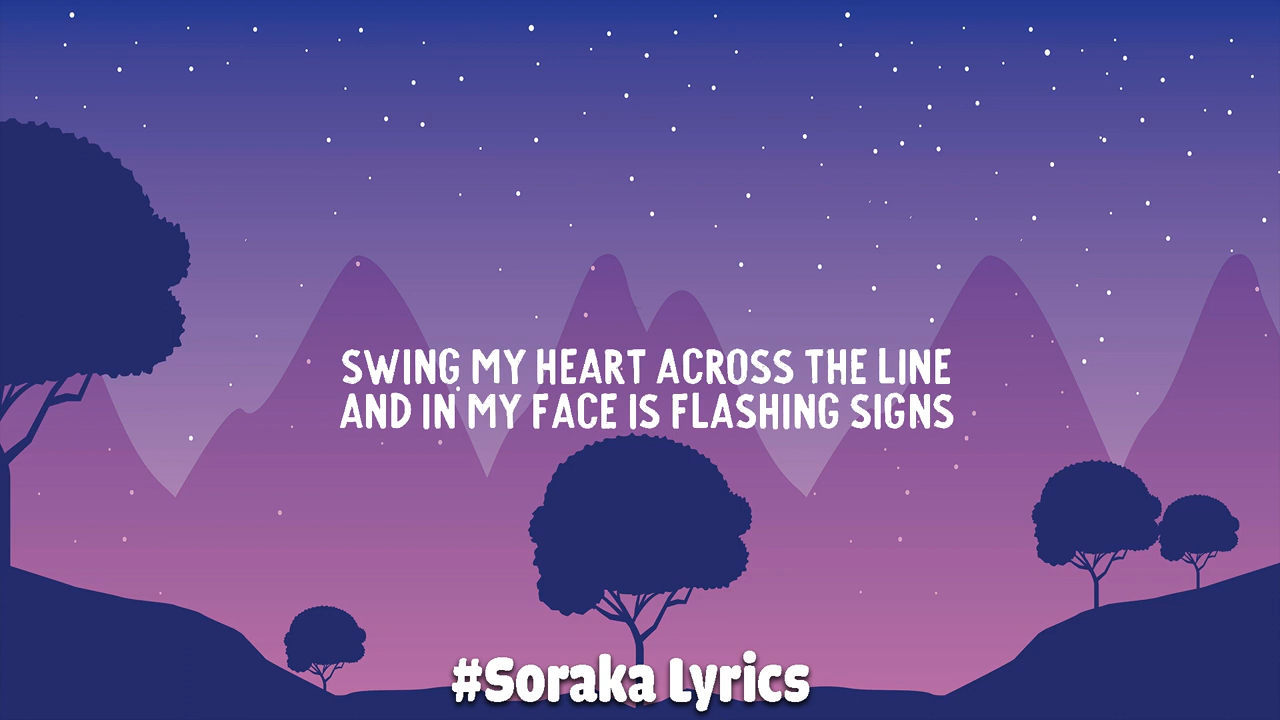 SWING MY HEART ACROSS THE LINE
AND IN MY FACE IS FLASHING SIGNS
#Soraka Lyrics